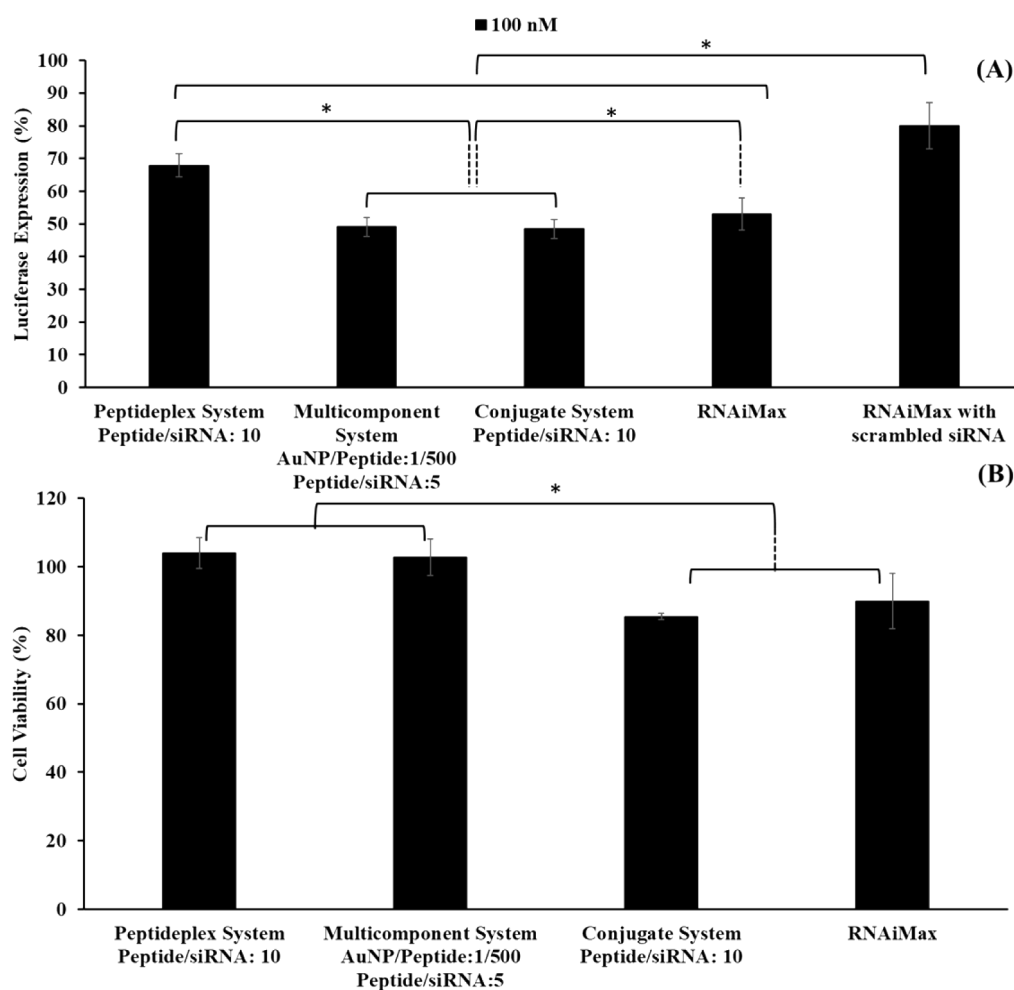 100 nM
(A)
*
*
*
Luciferase Expression (%)
100
90
80
70
60
50
40
30
20
10
0
Peptideplex System
Peptide/siRNA: 10
Multicomponent
System
AuNP/Peptide:1/500
Peptide/siRNA:5
Conjugate System
Peptide/siRNA: 10
RNAiMax
RNAiMax with
scrambled siRNA
(B)
*
Cell Viability (%)
120
100
80
60
40
20
0
Peptideplex System
Peptide/siRNA: 10
Multicomponent System
AuNP/Peptide:1/500
Peptide/siRNA:5
Conjugate System
Peptide/siRNA: 10
RNAiMax